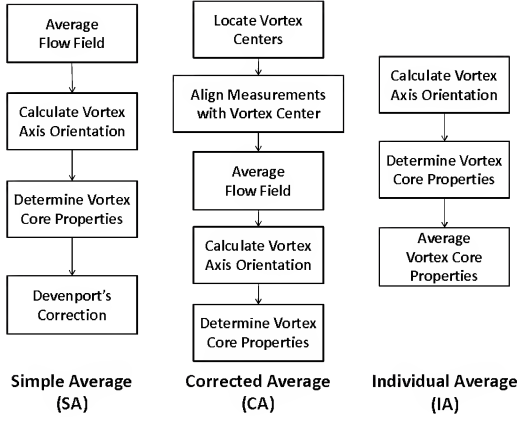 Average
Flow Field
Calculate Vortex
Axis Orientation
Determine Vortex
Core Properties
Devenport's
Correction
Simple Average
(SA)
Locate Vortex
Centers
Align Measurements
with Vortex Center
Average
Flow Field
Calculate Vortex
Axis Orientation
Determine Vortex
Core Properties
Corrected Average
(CA)
Calculate Vortex
Axis Orientation
Determine Vortex
Core Properties
Average
Vortex Core
Properties
Individual Average
(IA)